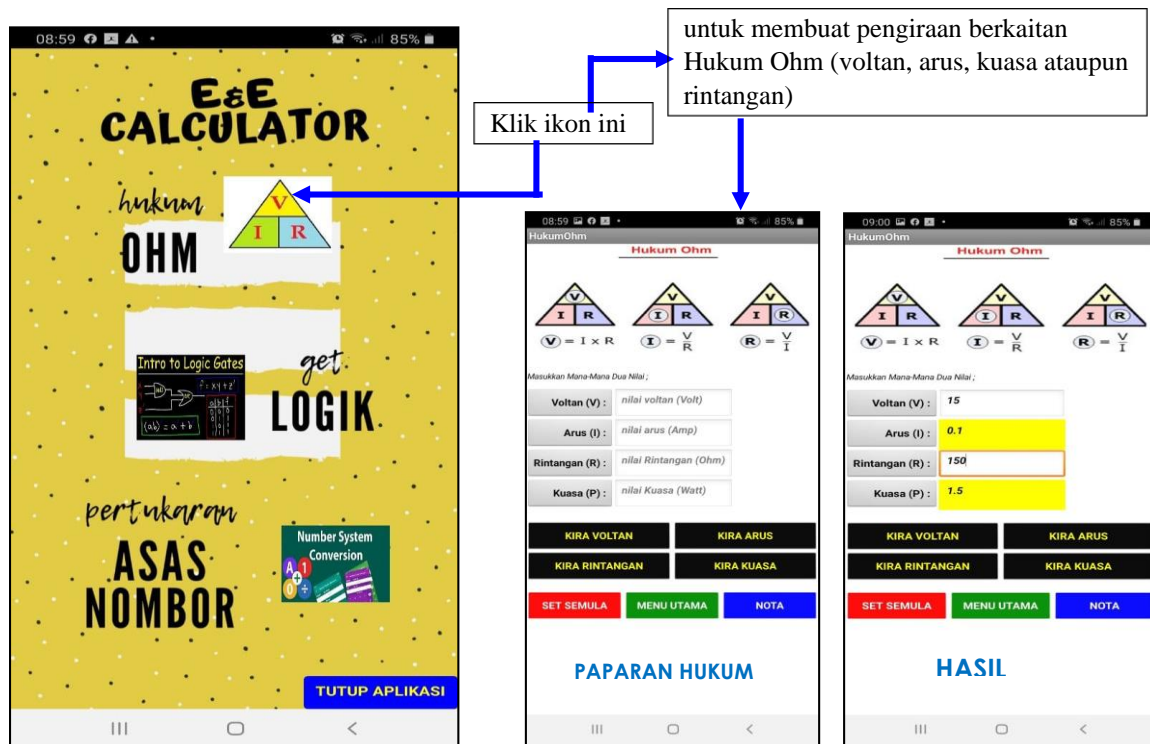 untuk membuat pengiraan berkaitan
Hukum Ohm (voltan, arus, kuasa ataupun
rintangan)
Klik ikon ini
08:59
85%
E&E
CALCULATOR
hukum
OHM
V
I R
Intro to Logic Gates
f = xy + z'
(ab) = a + b
get
LOGIK
pertukaran
ASAS
NOMBOR
Number System
Conversion
TUTUP APLIKASI
08:59
85%
HukumOhm
Hukum Ohm
V
I R
V
I R
V
I R
V = I x R
I = V/R
R = V/I
Masukkan Mana-Mana Dua Nilai ;
Voltan (V) : nilai voltan (Volt)
Arus (I) : nilai arus (Amp)
Rintangan (R) : nilai Rintangan (Ohm)
Kuasa (P) : nilai Kuasa (Watt)
KIRA VOLTAN KIRA ARUS
KIRA RINTANGAN KIRA KUASA
SET SEMULA MENU UTAMA NOTA
PAPARAN HUKUM
09:00
85%
HukumOhm
Hukum Ohm
V
I R
V
I R
V
I R
V = I x R
I = V/R
R = V/I
Masukkan Mana-Mana Dua Nilai ;
Voltan (V) : 15
Arus (I) : 0.1
Rintangan (R) : 150
Kuasa (P) : 1.5
KIRA VOLTAN KIRA ARUS
KIRA RINTANGAN KIRA KUASA
SET SEMULA MENU UTAMA NOTA
HASIL